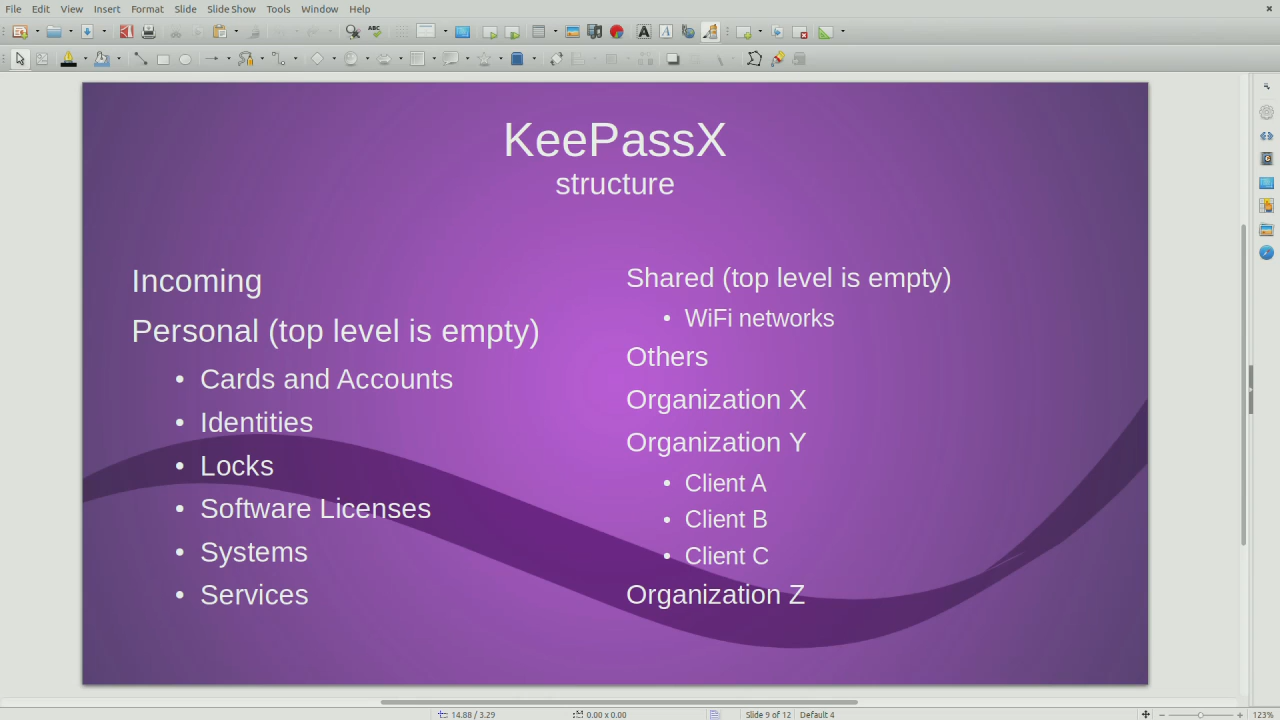 File Edit View Insert Format Slide Slide Show Tools Window Help
KeePassX
structure
Incoming
Personal (top level is empty)
• Cards and Accounts
• Identities
• Locks
• Software Licenses
• Systems
• Services
Shared (top level is empty)
• WiFi networks
Others
Organization X
Organization Y
• Client A
• Client B
• Client C
Organization Z
14.88 / 3.29 0.00 x 0.00 Slide 9 of 12 Default 4 123%